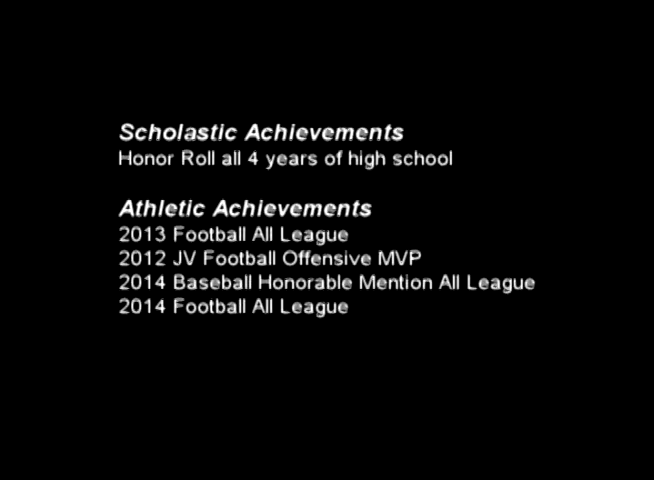 Scholastic Achievements
Honor Roll all 4 years of high school
Athletic Achievements
2013 Football All League
2012 JV Football Offensive MVP
2014 Baseball Honorable Mention All League
2014 Football All League